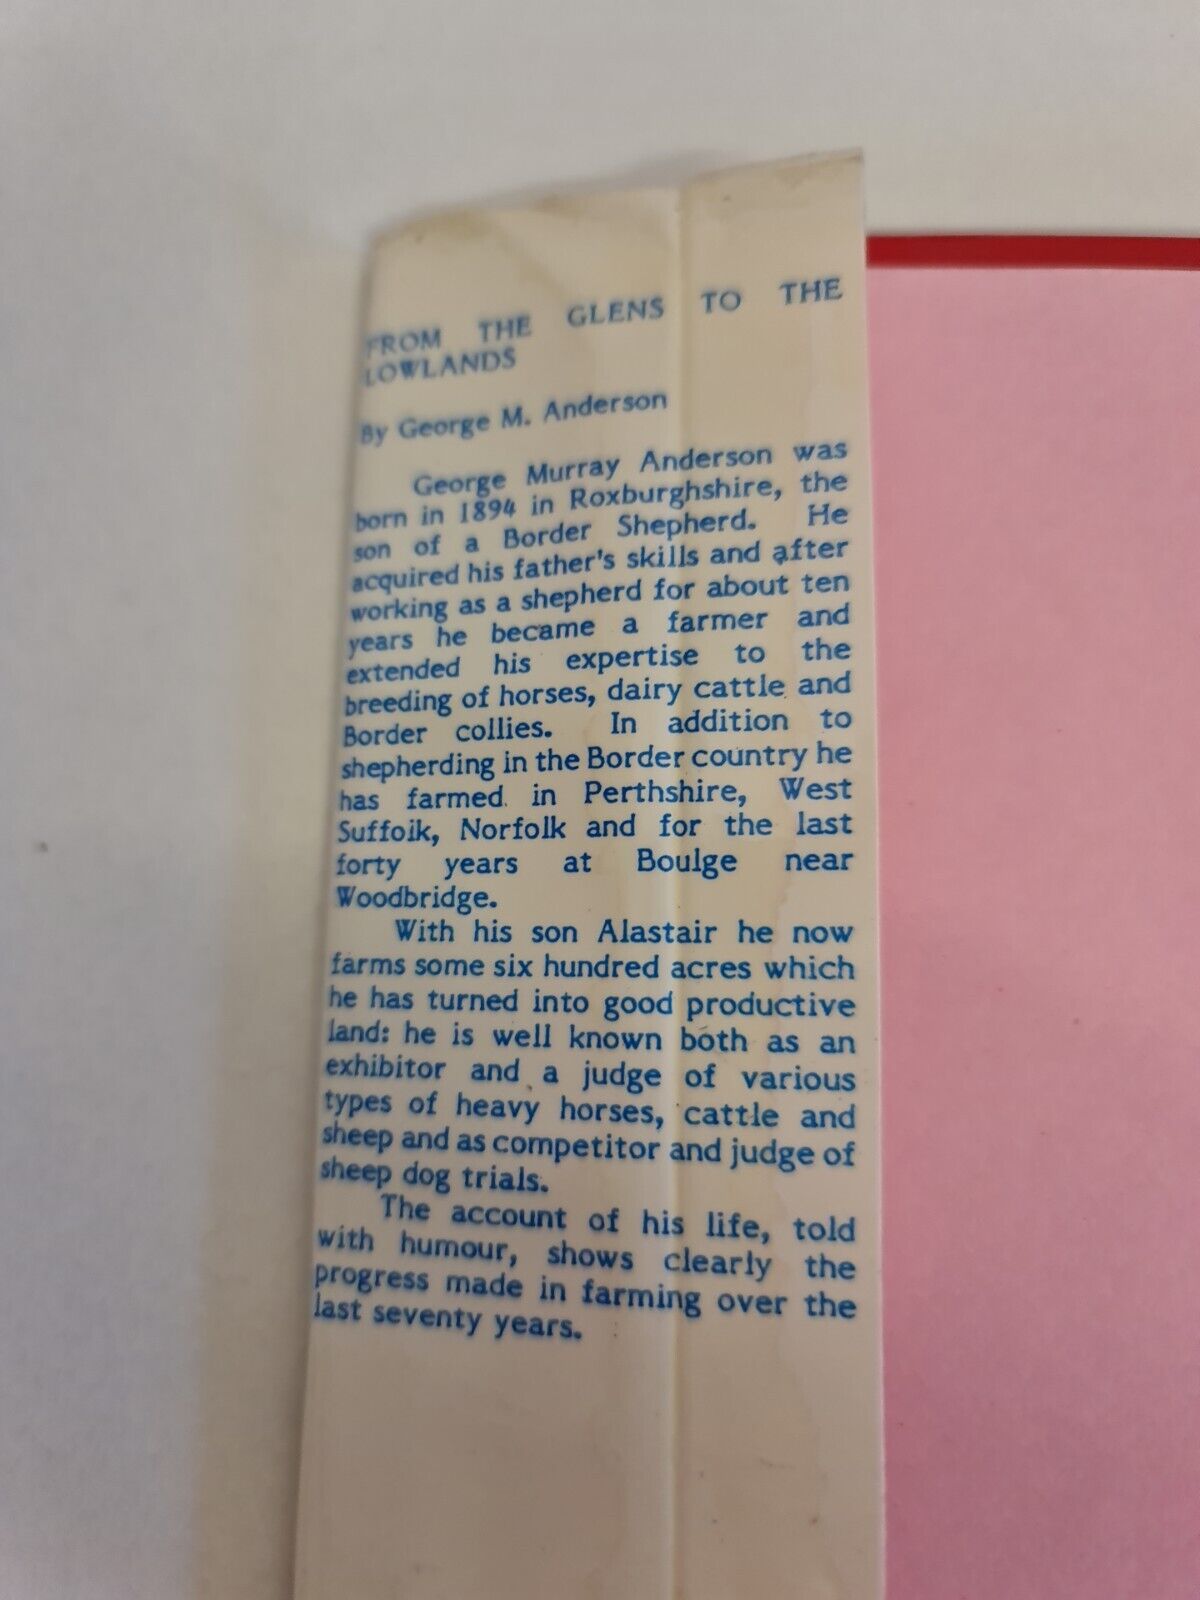 FROM THE GLENS TO THE
LOWLANDS
By George M. Anderson
George Murray Anderson was
born in 1894 in Roxburghshire, the
son of a Border Shepherd. He
acquired his father's skills and after
working as a shepherd for about ten
years he became a farmer and
extended his expertise to the
breeding of horses, dairy cattle and
Border collies. In addition to
shepherding in the Border country he
has farmed in Perthshire, West
Suffolk, Norfolk and for the last
forty years at Boulge near
Woodbridge.
With his son Alastair he now
farms some six hundred acres which
he has turned into good productive
land: he is well known both as an
exhibitor and a judge of various
types of heavy horses, cattle and
sheep and as competitor and judge of
sheep dog trials.
The account of his life, told
with humour, shows clearly the
progress made in farming over the
last seventy years.